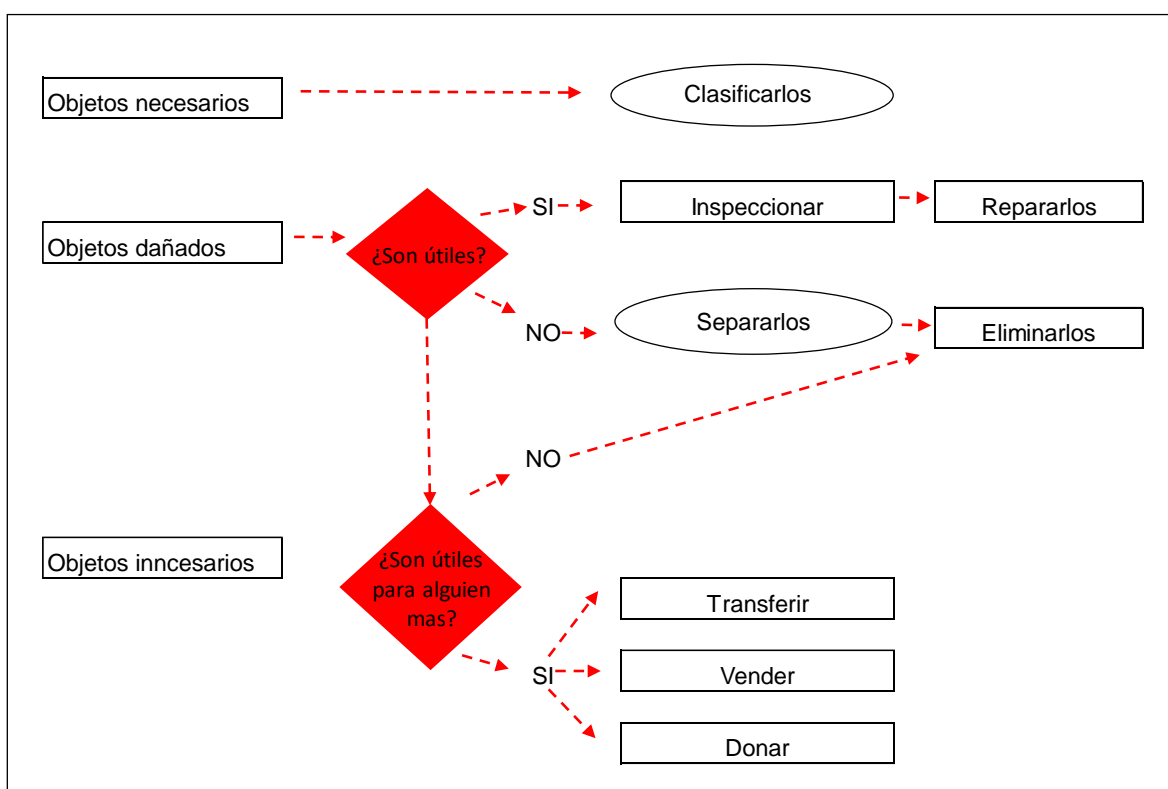 Objetos necesarios
Clasificarlos
Objetos dañados
¿Son útiles?
SI
Inspeccionar
Repararlos
NO
Separarlos
Eliminarlos
NO
Objetos inncesarios
¿Son útiles
para alguien
mas?
SI
Transferir
Vender
Donar